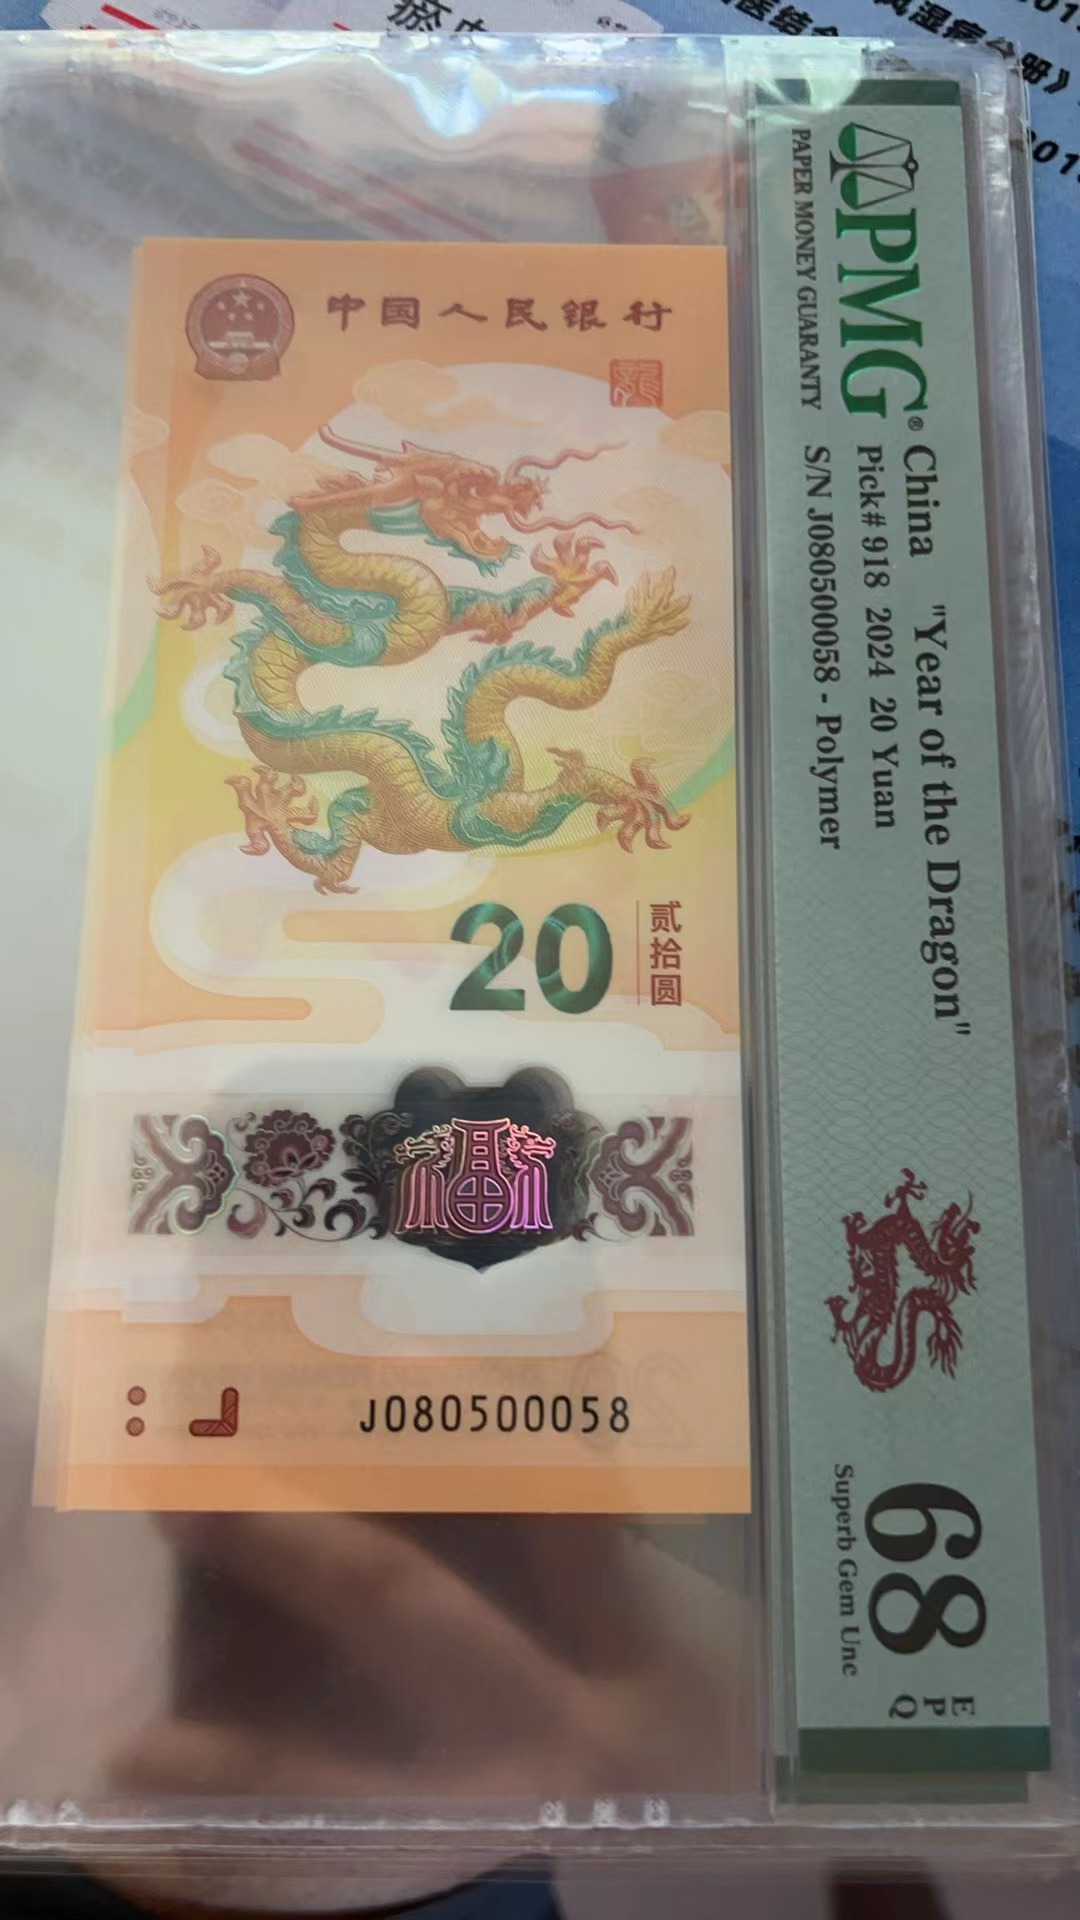 中国人民银行
龍
20
贰拾圆
J080500058
PMG®
PAPER MONEY GUARANTY
China "Year of the Dragon"
Pick# 918 2024 20 Yuan
S/N J080500058 - Polymer
68
EPQ
Superb Gem Unc